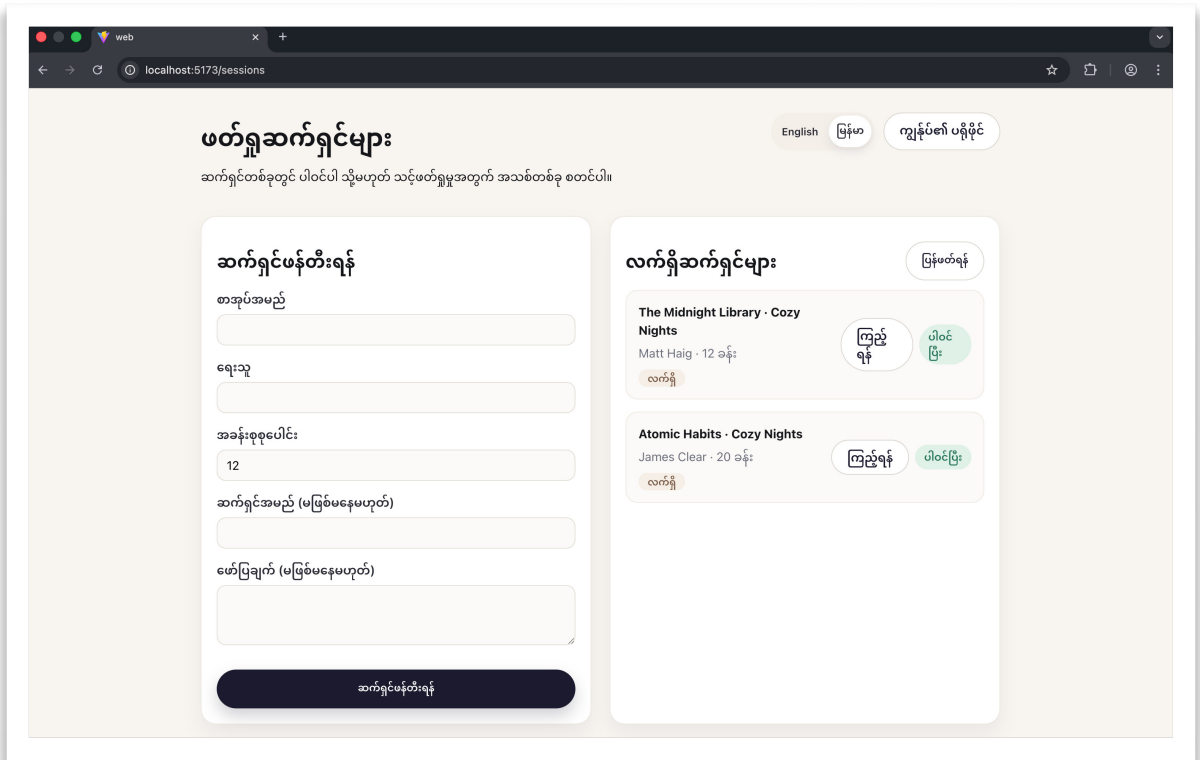 web
localhost:5173/sessions
ဖတ်ရှုဆက်ရှင်များ
English
မြန်မာ
ကျွန်ုပ်၏ ပရိုဖိုင်
ဆက်ရှင်တစ်ခုတွင် ပါဝင်ပါ သို့မဟုတ် သင့်ဖတ်ရှုမှုအတွက် အသစ်တစ်ခု စတင်ပါ။
ဆက်ရှင်ဖန်တီးရန်
စာအုပ်အမည်
ရေးသူ
အခန်းစုစုပေါင်း
12
ဆက်ရှင်အမည် (မဖြစ်မနေမဟုတ်)
ဖော်ပြချက် (မဖြစ်မနေမဟုတ်)
ဆက်ရှင်ဖန်တီးရန်
လက်ရှိဆက်ရှင်များ
ပြန်ဖတ်ရန်
The Midnight Library · Cozy
Nights
Matt Haig · 12 ခန်း
လက်ရှိ
ကြည့်
ရန်
ပါဝင်
ပြီး
Atomic Habits · Cozy Nights
James Clear · 20 ခန်း
လက်ရှိ
ကြည့်ရန်
ပါဝင်ပြီး